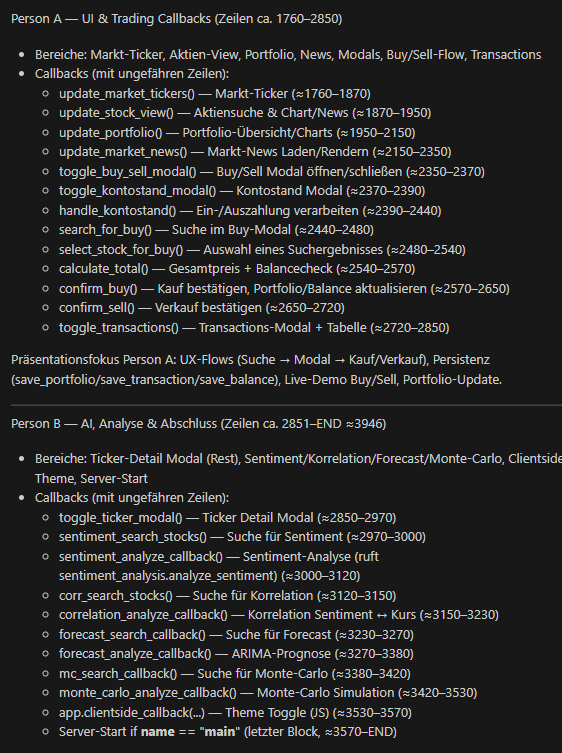 Person A — UI & Trading Callbacks (Zeilen ca. 1760–2850)
• Bereiche: Markt-Ticker, Aktien-View, Portfolio, News, Modals, Buy/Sell-Flow, Transactions
• Callbacks (mit ungefähren Zeilen):
○ update_market_tickers() — Markt-Ticker (≈1760–1870)
○ update_stock_view() — Aktiensuche & Chart/News (≈1870–1950)
○ update_portfolio() — Portfolio-Übersicht/Charts (≈1950–2150)
○ update_market_news() — Markt-News Laden/Rendern (≈2150–2350)
○ toggle_buy_sell_modal() — Buy/Sell Modal öffnen/schließen (≈2350–2370)
○ toggle_kontostand_modal() — Kontostand Modal (≈2370–2390)
○ handle_kontostand() — Ein-/Auszahlung verarbeiten (≈2390–2440)
○ search_for_buy() — Suche im Buy-Modal (≈2440–2480)
○ select_stock_for_buy() — Auswahl eines Suchergebnisses (≈2480–2540)
○ calculate_total() — Gesamtpreis + Balancecheck (≈2540–2570)
○ confirm_buy() — Kauf bestätigen, Portfolio/Balance aktualisieren (≈2570–2650)
○ confirm_sell() — Verkauf bestätigen (≈2650–2720)
○ toggle_transactions() — Transactions-Modal + Tabelle (≈2720–2850)
Präsentationsfokus Person A: UX-Flows (Suche → Modal → Kauf/Verkauf), Persistenz
(save_portfolio/save_transaction/save_balance), Live-Demo Buy/Sell, Portfolio-Update.
Person B — AI, Analyse & Abschluss (Zeilen ca. 2851–END ≈3946)
• Bereiche: Ticker-Detail Modal (Rest), Sentiment/Korrelation/Forecast/Monte-Carlo, Clientside
Theme, Server-Start
• Callbacks (mit ungefähren Zeilen):
○ toggle_ticker_modal() — Ticker Detail Modal (≈2850–2970)
○ sentiment_search_stocks() — Suche für Sentiment (≈2970–3000)
○ sentiment_analyze_callback() — Sentiment-Analyse (ruft
sentiment_analysis.analyze_sentiment) (≈3000–3120)
○ corr_search_stocks() — Suche für Korrelation (≈3120–3150)
○ correlation_analyze_callback() — Korrelation Sentiment ↔ Kurs (≈3150–3230)
○ forecast_search_callback() — Suche für Forecast (≈3230–3270)
○ forecast_analyze_callback() — ARIMA-Prognose (≈3270–3380)
○ mc_search_callback() — Suche für Monte-Carlo (≈3380–3420)
○ monte_carlo_analyze_callback() — Monte-Carlo Simulation (≈3420–3530)
○ app.clientside_callback(...) — Theme Toggle (JS) (≈3530–3570)
○ Server-Start if name == "main" (letzter Block, ≈3570–END)